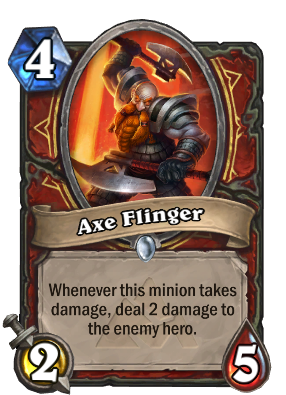 4
Axe Flinger
Whenever this minion takes
damage, deal 2 damage to
the enemy hero.
2
5